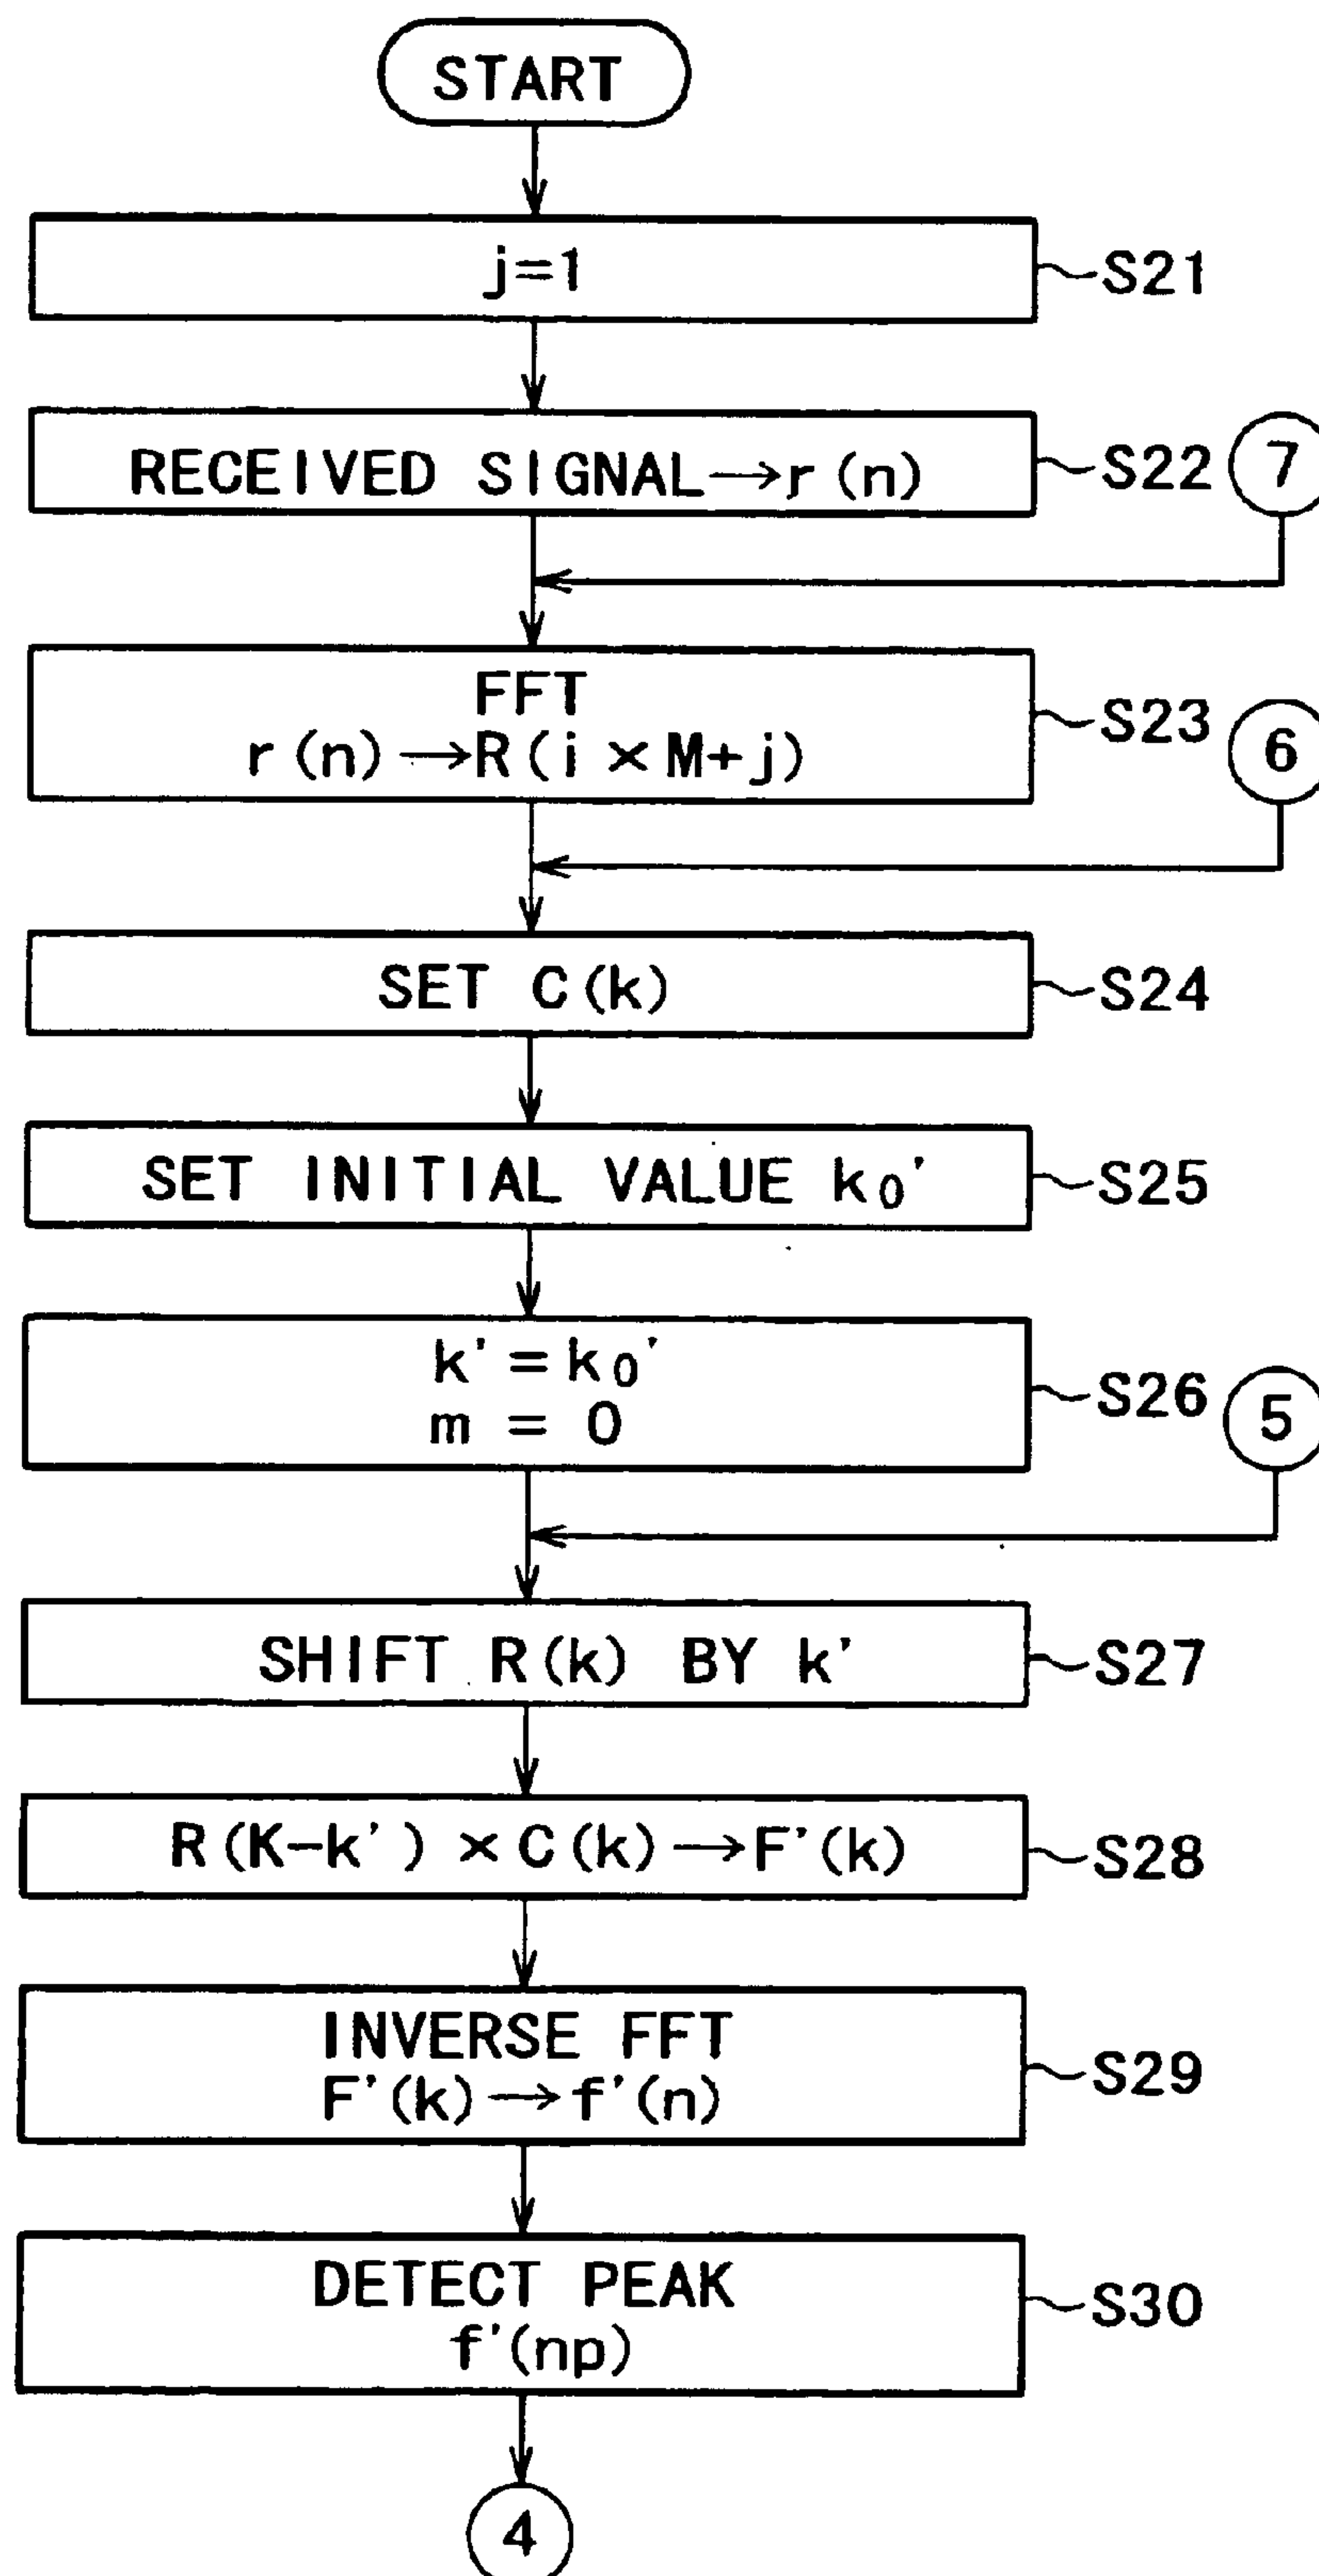 START
j=1
S21
RECEIVED SIGNAL→r(n)
S22
7
FFT
r(n)→R(i×M+j)
S23
6
SET C(k)
S24
SET INITIAL VALUE k0'
S25
k'=k0'
m = 0
S26
5
SHIFT R(k) BY k'
S27
R(K-k')×C(k)→F'(k)
S28
INVERSE FFT
F'(k)→f'(n)
S29
DETECT PEAK
f'(np)
S30
4